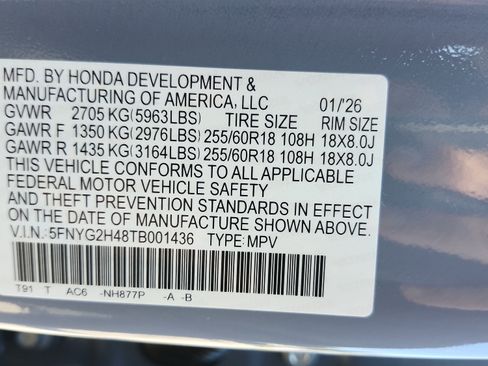 MFD. BY HONDA DEVELOPMENT &
MANUFACTURING OF AMERICA, LLC 01/'26
GVWR 2705 KG(5963LBS) TIRE SIZE RIM SIZE
GAWR F 1350 KG(2976LBS) 255/60R18 108H 18X8.0J
GAWR R 1435 KG(3164LBS) 255/60R18 108H 18X8.0J
THIS VEHICLE CONFORMS TO ALL APPLICABLE
FEDERAL MOTOR VEHICLE SAFETY
AND THEFT PREVENTION STANDARDS IN EFFECT
ON THE DATE OF MANUFACTURE SHOWN ABOVE.
V.I.N.: 5FNYG2H48TB001436 TYPE: MPV
T91 T AC6 -NH877P -A -B